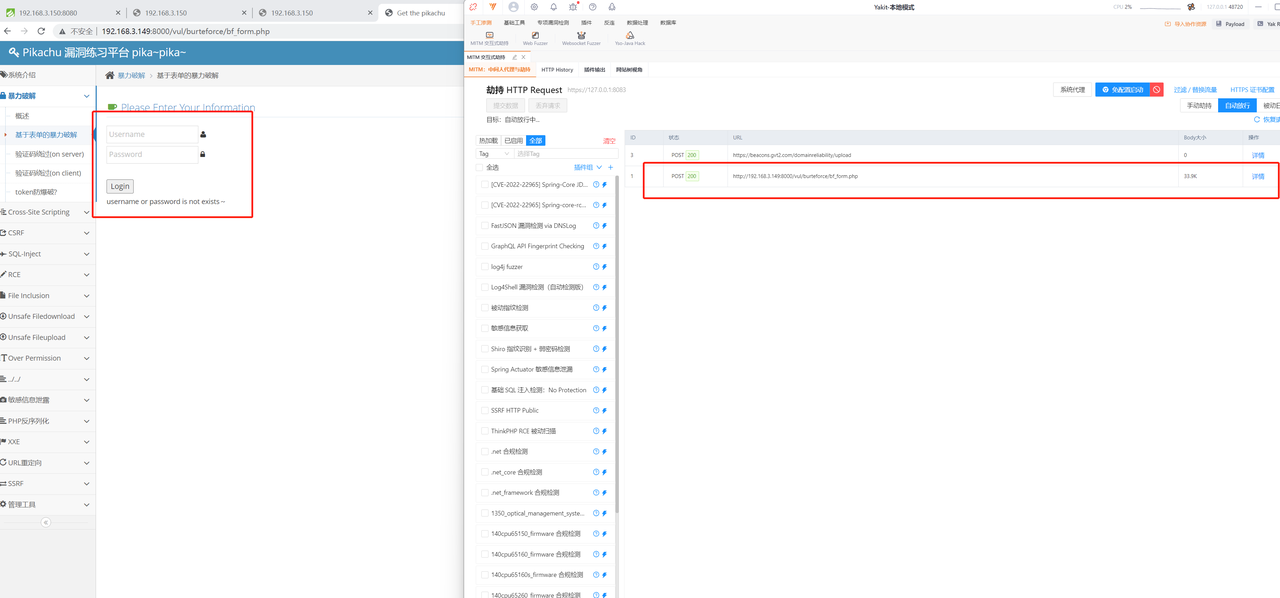 192.168.3.150:8080
192.168.3.150
192.168.3.150
Get the pikachu
不安全 | 192.168.3.149:8000/vul/burteforce/bf_form.php
Pikachu 漏洞练习平台 pika~pika~
系统介绍
暴力破解
概述
基于表单的暴力破解
验证码绕过(on server)
验证码绕过(on client)
token防爆破?
Cross-Site Scripting
CSRF
SQL-Inject
RCE
File Inclusion
Unsafe Filedownload
Unsafe Fileupload
Over Permission
../../
敏感信息泄露
PHP反序列化
XXE
URL重定向
SSRF
管理工具
暴力破解 > 基于表单的暴力破解
Please Enter Your Information
Username
Password
Login
username or password is not exists～
Yakit-本地模式
CPU 2%
127.0.0.1:48720
手工渗透
基础工具
专项漏洞检测
插件
反连
数据处理
数据库
导入协作资源
Payload
Yak R
MITM 交互式劫持
Web Fuzzer
Websocket Fuzzer
Yso-Java Hack
MITM 交互式劫持
MITM：中间人代理与劫持
HTTP History
插件输出
网站树视角
劫持 HTTP Request
https://127.0.0.1:8083
系统代理
免配置启动
过滤 / 替换流量
HTTPS 证书配置
提交数据
丢弃请求
手动劫持
自动放行
被动日
目标：自动放行中...
恢复
热加载
已启用
全部
清空
Tag
选择Tag
全选
插件组
[CVE-2022-22965] Spring-Core JD...
[CVE-2022-22965] Spring-core-rc...
FastJSON 漏洞检测 via DNSLog
GraphQL API Fingerprint Checking
log4j fuzzer
Log4Shell 漏洞检测（自动检测版）
被动指纹检测
敏感信息获取
Shiro 指纹识别 + 弱密码检测
Spring Actuator 敏感信息泄漏
基础 SQL 注入检测：No Protection
SSRF HTTP Public
ThinkPHP RCE 被动扫描
.net 合规检测
.net_core 合规检测
.net_framework 合规检测
1350_optical_management_syste...
140cpu65150_firmware 合规检测
140cpu65160_firmware 合规检测
140cpu65160s_firmware 合规检测
140cpu65260_firmware 合规检测
ID
状态
URL
Body大小
操作
3
POST 200
https://beacons.gvt2.com/domainreliability/upload
0
详情
1
POST 200
http://192.168.3.149:8000/vul/burteforce/bf_form.php
33.9K
详情